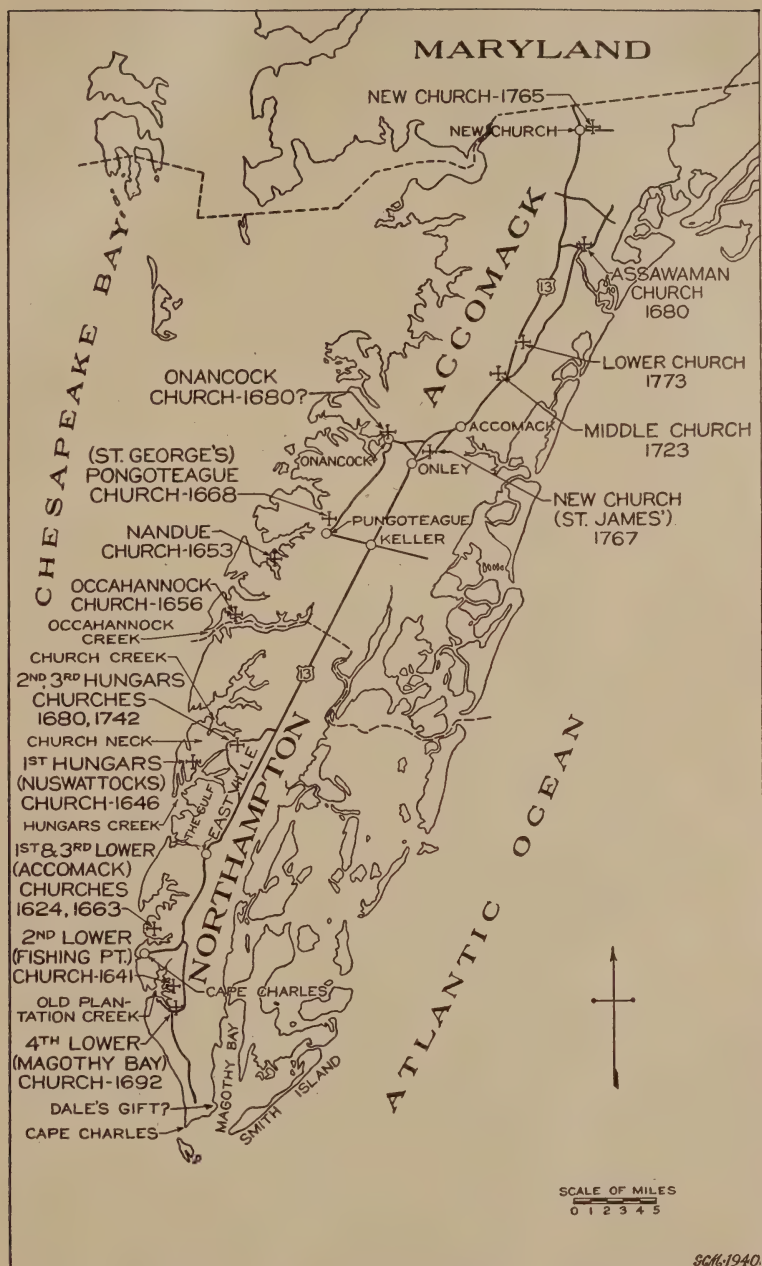 MARYLAND
NEW CHURCH-1765
NEW CHURCH
CHESAPEAKE BAY
ACCOMACK
13
ASSAWAMAN
CHURCH
1680
LOWER CHURCH
1773
ONANCOCK
CHURCH-1680?
MIDDLE CHURCH
1723
ACCOMACK
ONANCOCK
ONLEY
(ST. GEORGE'S)
PONGOTEAGUE
CHURCH-1668
NEW CHURCH
(ST. JAMES')
1767
PUNGOTEAGUE
KELLER
NANDUE
CHURCH-1653
OCCAHANNOCK
CHURCH-1656
OCCAHANNOCK
CREEK
CHURCH CREEK
13
2ND, 3RD HUNGARS
CHURCHES
1680, 1742
CHURCH NECK
1ST HUNGARS
(NUSWATTOCKS)
CHURCH-1646
HUNGARS CREEK
THE GULF
EASTVILLE
NORTHAMPTON
ATLANTIC OCEAN
1ST & 3RD LOWER
(ACCOMACK)
CHURCHES
1624, 1663
2ND LOWER
(FISHING PT.)
CHURCH-1641
CAPE CHARLES
OLD PLAN-
TATION CREEK
4TH LOWER
(MAGOTHY BAY)
CHURCH-1692
DALE'S GIFT?
CAPE CHARLES
MAGOTHY BAY
SMITH ISLAND
SCALE OF MILES
0 1 2 3 4 5
SCM·1940